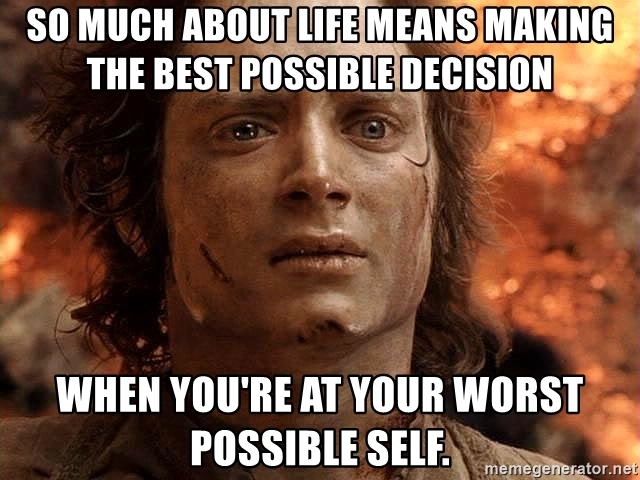 SO MUCH ABOUT LIFE MEANS MAKING
THE BEST POSSIBLE DECISION
WHEN YOU'RE AT YOUR WORST
POSSIBLE SELF.
memegenerator.net